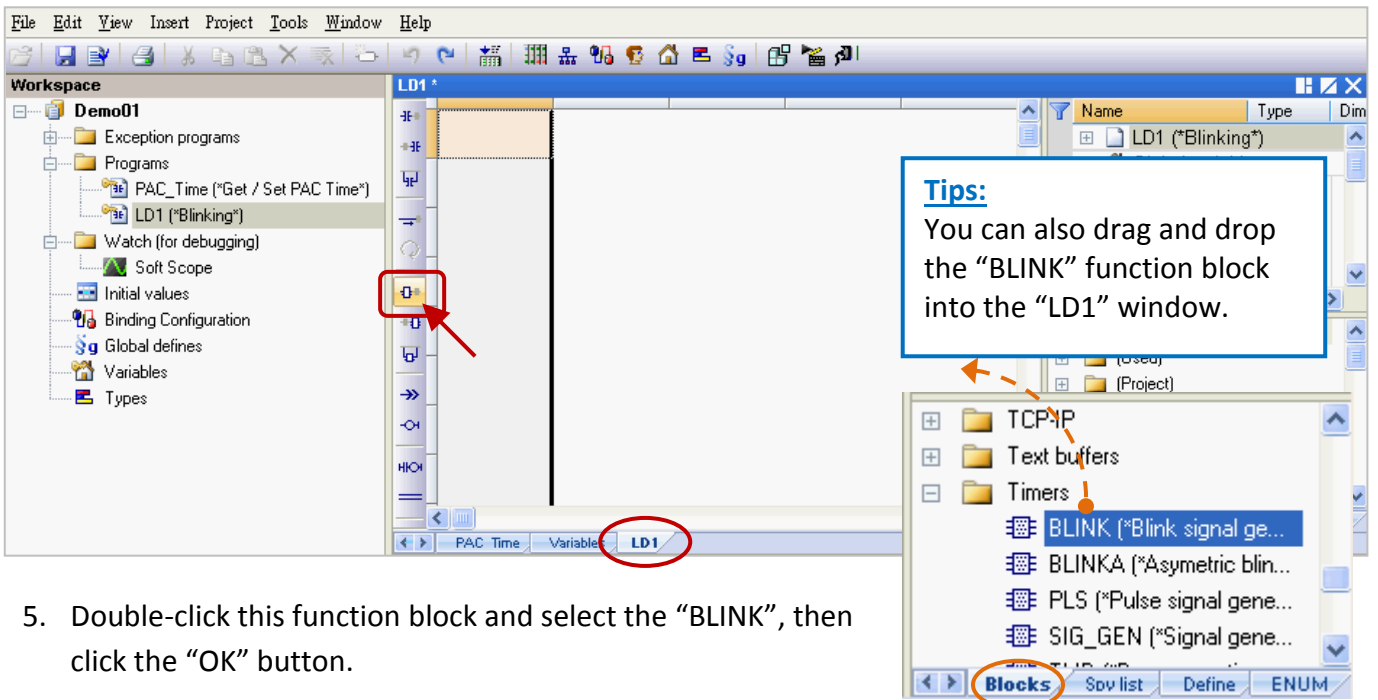 File Edit View Insert Project Tools Window Help
Workspace
LD1 *
Demo01
Exception programs
Programs
PAC_Time (*Get / Set PAC Time*)
LD1 (*Blinking*)
Watch (for debugging)
Soft Scope
Initial values
Binding Configuration
Global defines
Variables
Types
Name Type Dim
LD1 (*Blinking*)
Tips:
You can also drag and drop
the “BLINK” function block
into the “LD1” window.
(Used)
(Project)
TCP-IP
Text buffers
Timers
BLINK (*Blink signal ge...
BLINKA (*Asymetric blin...
PLS (*Pulse signal gene...
SIG_GEN (*Signal gene...
Blocks Spy list Define ENUM
PAC Time Variables LD1
5. Double-click this function block and select the “BLINK”, then
click the “OK” button.